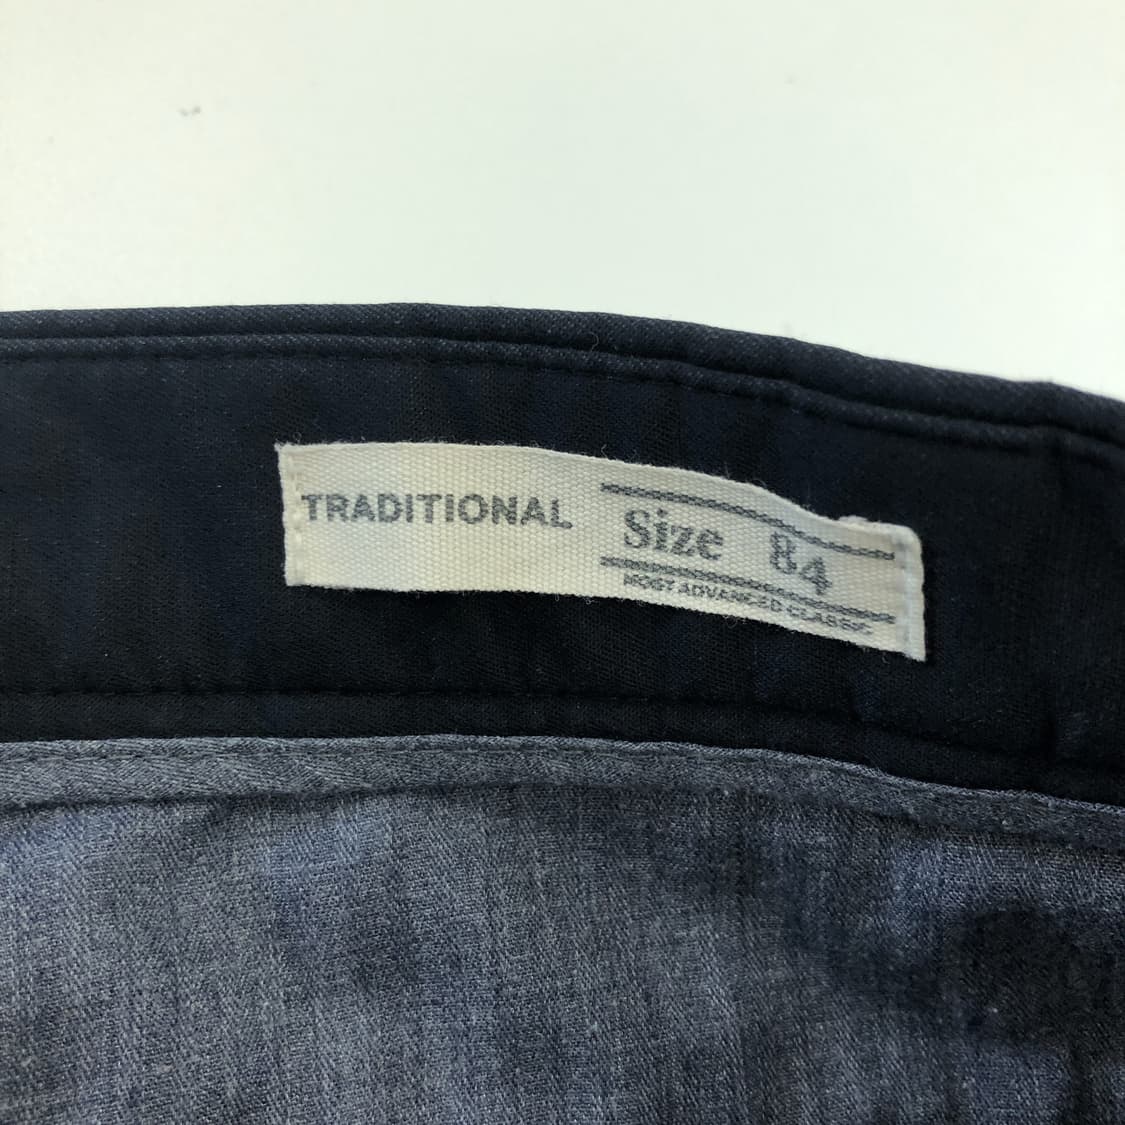 TRADITIONAL
Size 84
MOST ADVANCED CLASSIC